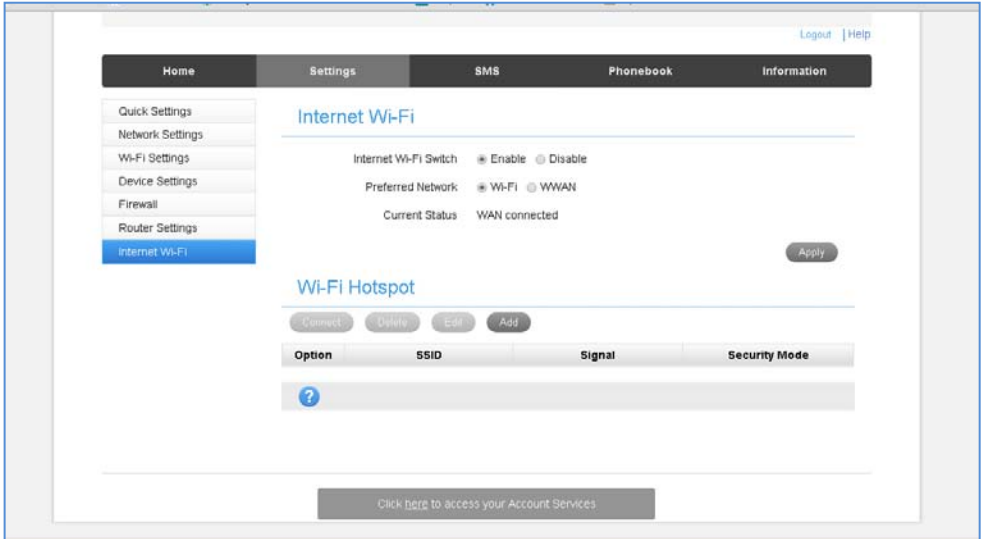 Logout | Help
Home Settings SMS Phonebook Information
Quick Settings
Network Settings
Wi-Fi Settings
Device Settings
Firewall
Router Settings
Internet Wi-Fi
Internet Wi-Fi
Internet Wi-Fi Switch Enable Disable
Preferred Network Wi-Fi WWAN
Current Status WAN connected
Apply
Wi-Fi Hotspot
Connect Delete Edit Add
Option SSID Signal Security Mode
?
Click here to access your Account Services